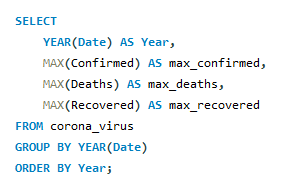 SELECT
    YEAR(Date) AS Year,
    MAX(Confirmed) AS max_confirmed,
    MAX(Deaths) AS max_deaths,
    MAX(Recovered) AS max_recovered
FROM corona_virus
GROUP BY YEAR(Date)
ORDER BY Year;